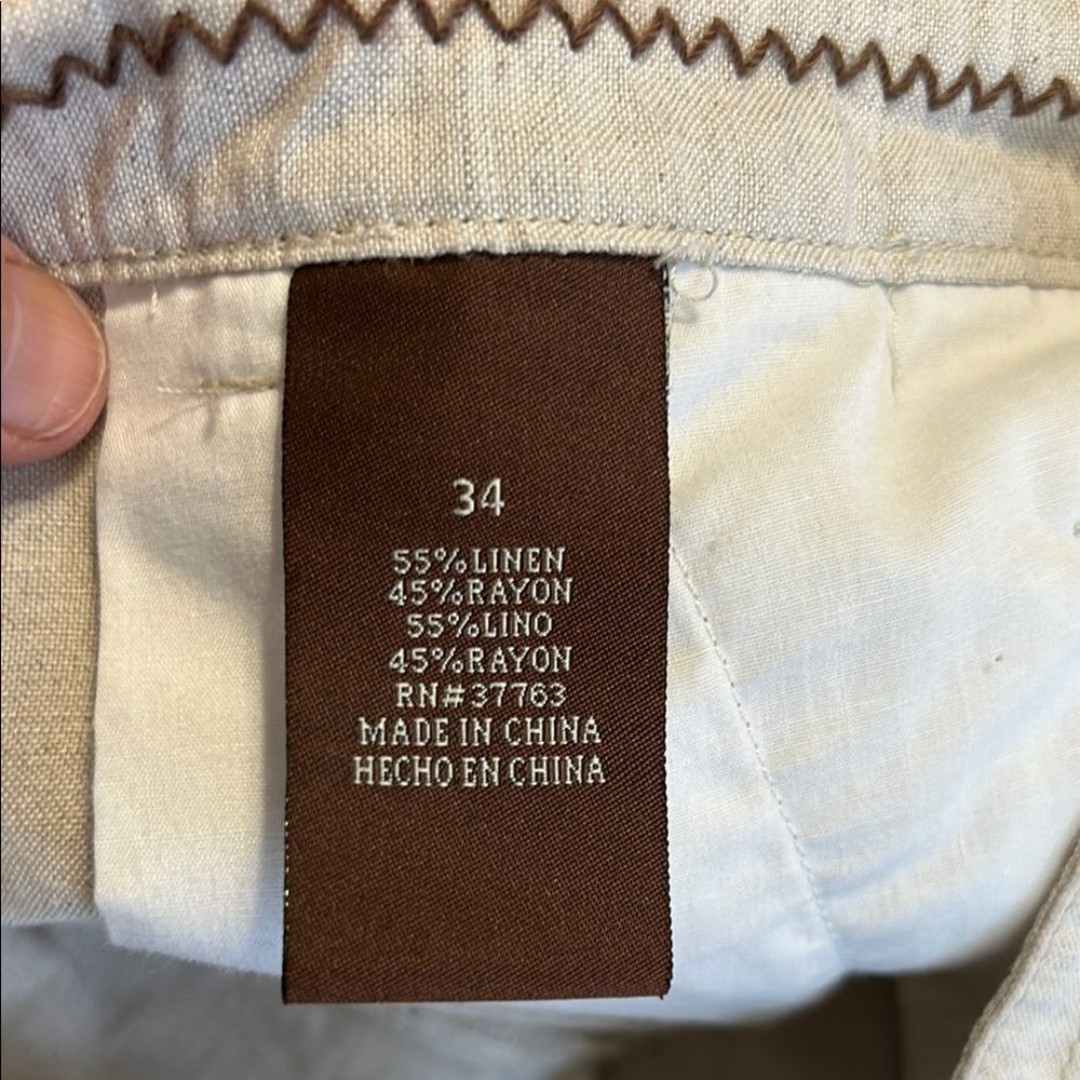 34
55%LINEN
45%RAYON
55%LINO
45%RAYON
RN#37763
MADE IN CHINA
HECHO EN CHINA